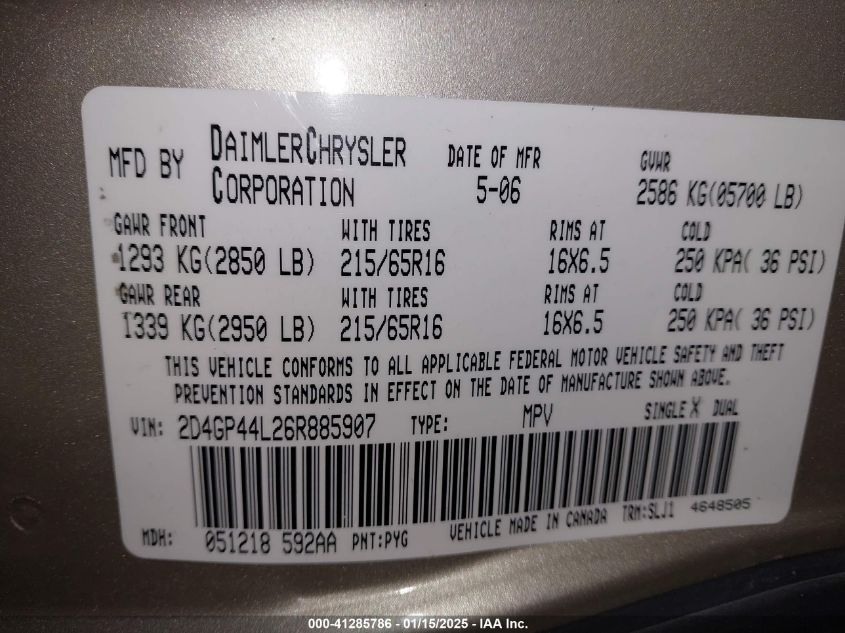 MFD BY DAIMLERCHRYSLER CORPORATION DATE OF MFR 5-06 GVWR 2586 KG(05700 LB)
GAWR FRONT WITH TIRES RIMS AT COLD
1293 KG(2850 LB) 215/65R16 16X6.5 250 KPA( 36 PSI)
GAWR REAR WITH TIRES RIMS AT COLD
1339 KG(2950 LB) 215/65R16 16X6.5 250 KPA( 36 PSI)
THIS VEHICLE CONFORMS TO ALL APPLICABLE FEDERAL MOTOR VEHICLE SAFETY AND THEFT
PREVENTION STANDARDS IN EFFECT ON THE DATE OF MANUFACTURE SHOWN ABOVE.
VIN: 2D4GP44L26R885907 TYPE: MPV SINGLE X DUAL
MDH: 051218 592AA PNT:PYG VEHICLE MADE IN CANADA TRM:SLJ1 4648505
000-41285786 - 01/15/2025 - IAA Inc.